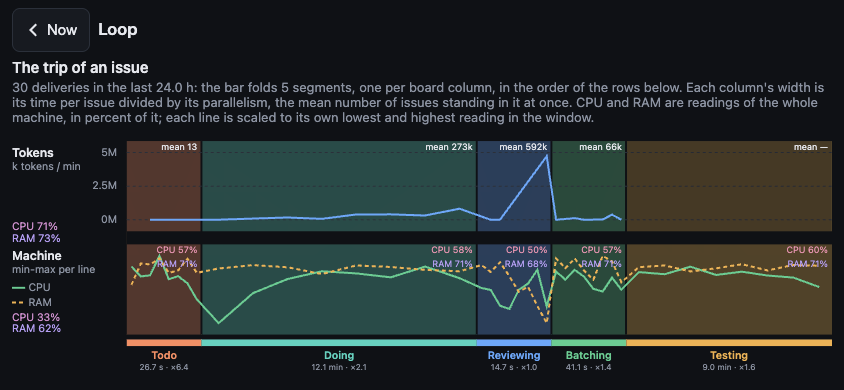 Now
Loop
The trip of an issue
30 deliveries in the last 24.0 h: the bar folds 5 segments, one per board column, in the order of the rows below. Each column's width is
its time per issue divided by its parallelism, the mean number of issues standing in it at once. CPU and RAM are readings of the whole
machine, in percent of it; each line is scaled to its own lowest and highest reading in the window.
Tokens
k tokens / min
5M
2.5M
0M
mean 13
mean 273k
mean 592k
mean 66k
mean —
CPU 71%
RAM 73%
Machine
min-max per line
CPU
RAM
CPU 33%
RAM 62%
CPU 57%
RAM 71%
CPU 58%
RAM 71%
CPU 50%
RAM 68%
CPU 57%
RAM 71%
CPU 60%
RAM 71%
Todo
26.7 s · ×6.4
Doing
12.1 min · ×2.1
Reviewing
14.7 s · ×1.0
Batching
41.1 s · ×1.4
Testing
9.0 min · ×1.6